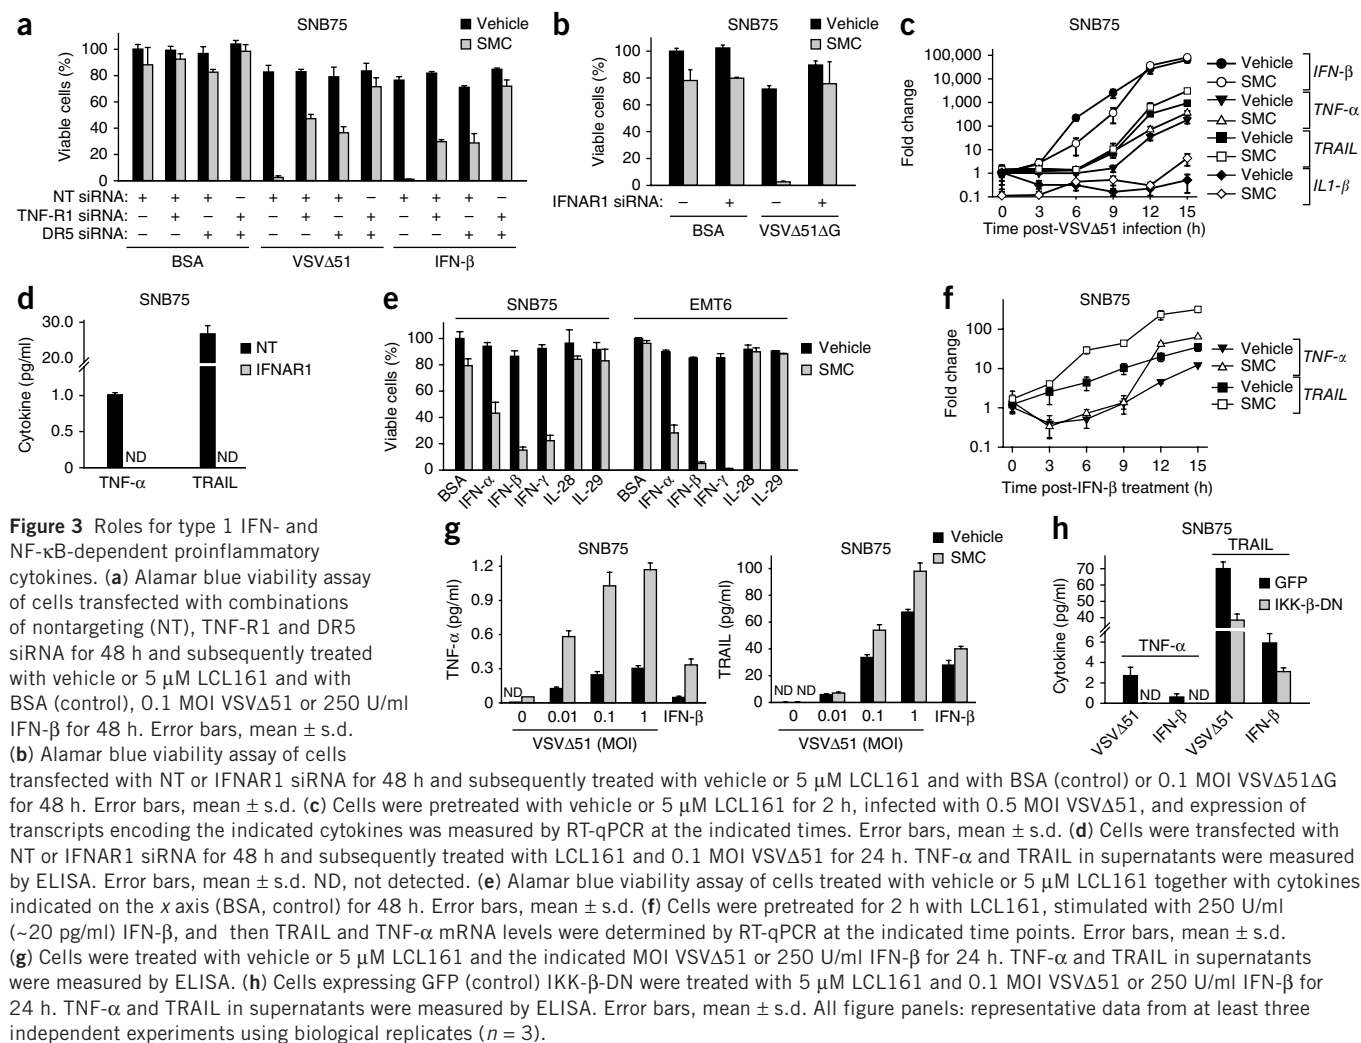 a
SNB75
Vehicle
SMC
Viable cells (%)
100
80
60
40
20
0
NT siRNA: + + + – + + + – + + + –
TNF-R1 siRNA: – + – + – + – + – + – +
DR5 siRNA: – – + + – – + + – – + +
BSA VSVΔ51 IFN-β
b
SNB75
Vehicle
SMC
Viable cells (%)
100
80
60
40
20
0
IFNAR1 siRNA: – + – +
BSA VSVΔ51ΔG
c
SNB75
Fold change
100,000
10,000
1,000
100
10
1
0.1
0 3 6 9 12 15
Time post-VSVΔ51 infection (h)
Vehicle
SMC
IFN-β
Vehicle
SMC
TNF-α
Vehicle
SMC
TRAIL
Vehicle
SMC
IL1-β
d
SNB75
Cytokine (pg/ml)
30.0
20.0
1.0
0.5
0
NT
IFNAR1
ND ND
TNF-α TRAIL
e
SNB75 EMT6
Vehicle
SMC
Viable cells (%)
100
80
60
40
20
0
BSA IFN-α IFN-β IFN-γ IL-28 IL-29 BSA IFN-α IFN-β IFN-γ IL-28 IL-29
f
SNB75
Fold change
100
10
1
0.1
0 3 6 9 12 15
Time post-IFN-β treatment (h)
Vehicle
SMC
TNF-α
Vehicle
SMC
TRAIL
g
SNB75
TNF-α (pg/ml)
1.2
0.9
0.6
0.3
0
ND
0 0.01 0.1 1 IFN-β
VSVΔ51 (MOI)
SNB75
Vehicle
SMC
TRAIL (pg/ml)
100
80
60
40
20
0
ND ND
0 0.01 0.1 1 IFN-β
VSVΔ51 (MOI)
h
SNB75
TRAIL
GFP
IKK-β-DN
Cytokine (pg/ml)
70
60
50
40
30
6
4
2
0
TNF-α
ND ND
VSVΔ51 IFN-β VSVΔ51 IFN-β
Figure 3 Roles for type 1 IFN- and
NF-κB-dependent proinflammatory
cytokines. (a) Alamar blue viability assay
of cells transfected with combinations
of nontargeting (NT), TNF-R1 and DR5
siRNA for 48 h and subsequently treated
with vehicle or 5 μM LCL161 and with
BSA (control), 0.1 MOI VSVΔ51 or 250 U/ml
IFN-β for 48 h. Error bars, mean ± s.d.
(b) Alamar blue viability assay of cells
transfected with NT or IFNAR1 siRNA for 48 h and subsequently treated with vehicle or 5 μM LCL161 and with BSA (control) or 0.1 MOI VSVΔ51ΔG
for 48 h. Error bars, mean ± s.d. (c) Cells were pretreated with vehicle or 5 μM LCL161 for 2 h, infected with 0.5 MOI VSVΔ51, and expression of
transcripts encoding the indicated cytokines was measured by RT-qPCR at the indicated times. Error bars, mean ± s.d. (d) Cells were transfected with
NT or IFNAR1 siRNA for 48 h and subsequently treated with LCL161 and 0.1 MOI VSVΔ51 for 24 h. TNF-α and TRAIL in supernatants were measured
by ELISA. Error bars, mean ± s.d. ND, not detected. (e) Alamar blue viability assay of cells treated with vehicle or 5 μM LCL161 together with cytokines
indicated on the x axis (BSA, control) for 48 h. Error bars, mean ± s.d. (f) Cells were pretreated for 2 h with LCL161, stimulated with 250 U/ml
(~20 pg/ml) IFN-β, and then TRAIL and TNF-α mRNA levels were determined by RT-qPCR at the indicated time points. Error bars, mean ± s.d.
(g) Cells were treated with vehicle or 5 μM LCL161 and the indicated MOI VSVΔ51 or 250 U/ml IFN-β for 24 h. TNF-α and TRAIL in supernatants
were measured by ELISA. (h) Cells expressing GFP (control) IKK-β-DN were treated with 5 μM LCL161 and 0.1 MOI VSVΔ51 or 250 U/ml IFN-β for
24 h. TNF-α and TRAIL in supernatants were measured by ELISA. Error bars, mean ± s.d. All figure panels: representative data from at least three
independent experiments using biological replicates (n = 3).